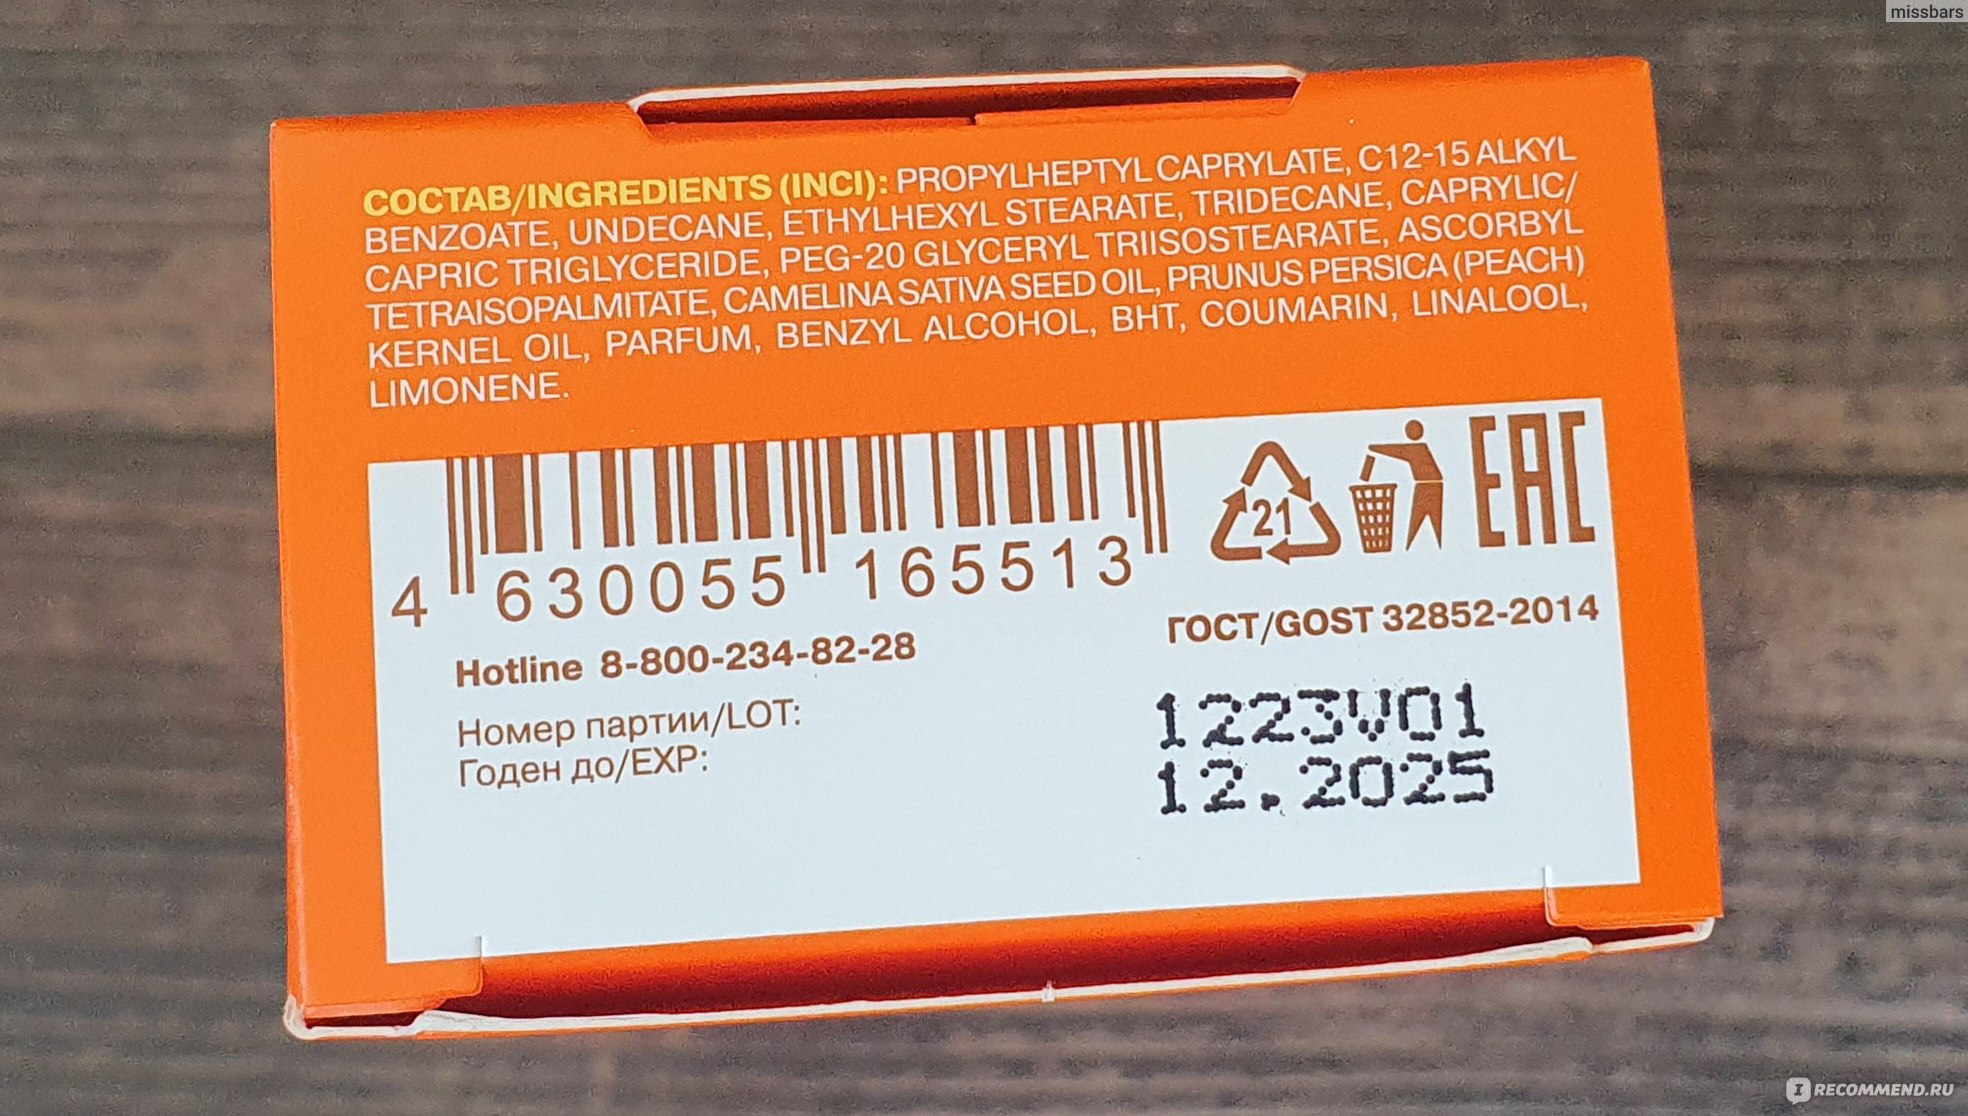 missbars
СОСТАВ/INGREDIENTS (INCI): PROPYLHEPTYL CAPRYLATE, C12-15 ALKYL
BENZOATE, UNDECANE, ETHYLHEXYL STEARATE, TRIDECANE, CAPRYLIC/
CAPRIC TRIGLYCERIDE, PEG-20 GLYCERYL TRIISOSTEARATE, ASCORBYL
TETRAISOPALMITATE, CAMELINA SATIVA SEED OIL, PRUNUS PERSICA (PEACH)
KERNEL OIL, PARFUM, BENZYL ALCOHOL, BHT, COUMARIN, LINALOOL,
LIMONENE.
21
EAC
4 630055 165513
ГОСТ/GOST 32852-2014
Hotline 8-800-234-82-28
Номер партии/LOT: 1223V01
Годен до/EXP: 12.2025
IRECOMMEND.RU